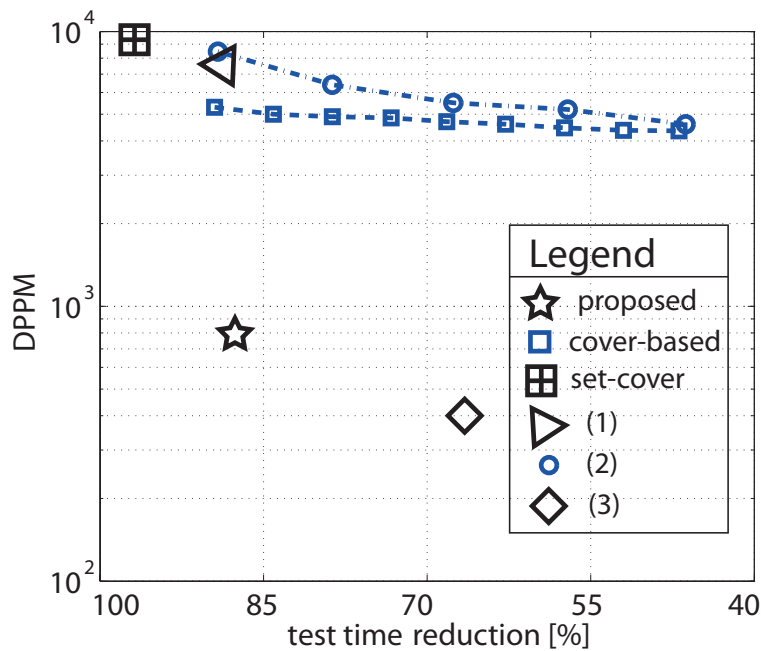 10^4
10^3
10^2
DPPM
Legend
proposed
cover-based
set-cover
(1)
(2)
(3)
100 85 70 55 40
test time reduction [%]